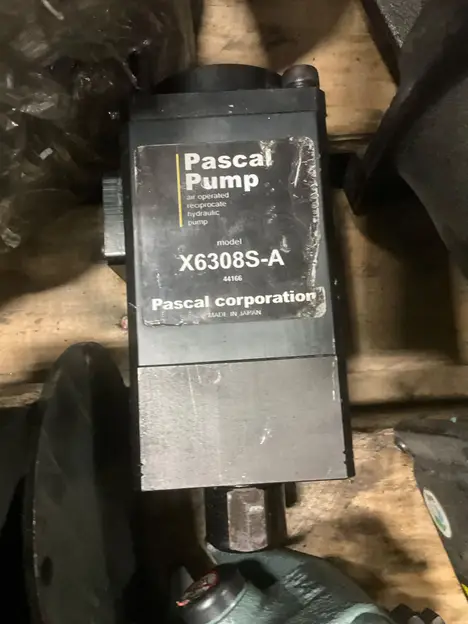 Pascal
Pump
air operated
reciprocate
hydraulic
pump
model
X6308S-A
44166
Pascal corporation
MADE IN JAPAN